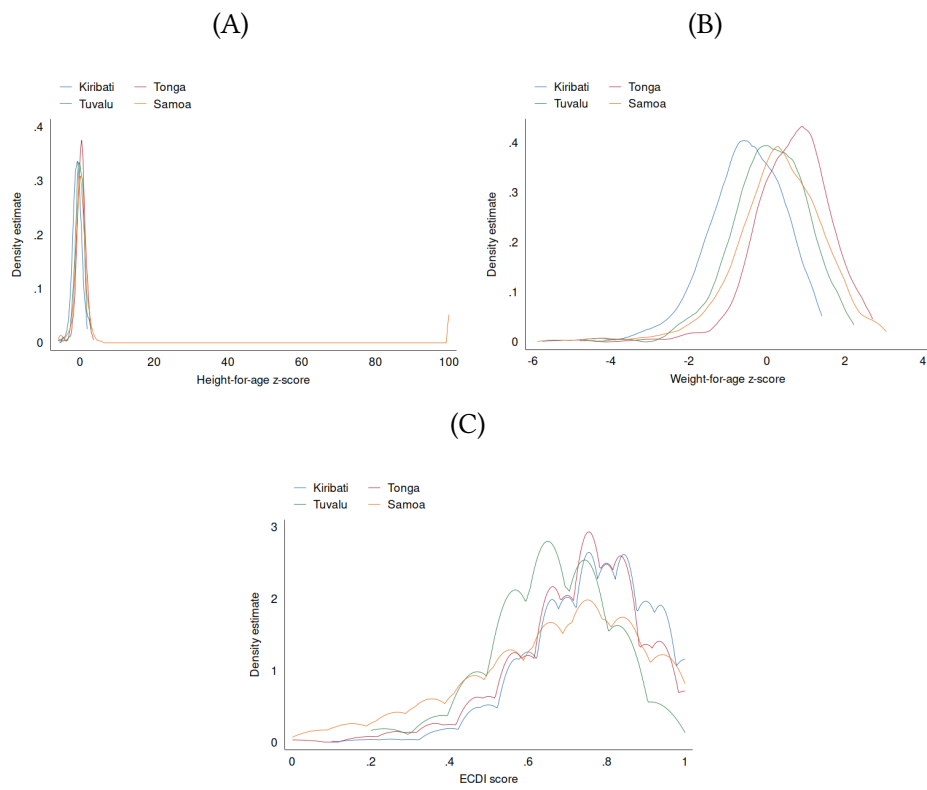 (A)
Kiribati Tonga
Tuvalu Samoa
.4
.3
.2
.1
0
Density estimate
0 20 40 60 80 100
Height-for-age z-score
(B)
Kiribati Tonga
Tuvalu Samoa
.4
.3
.2
.1
0
Density estimate
-6 -4 -2 0 2 4
Weight-for-age z-score
(C)
Kiribati Tonga
Tuvalu Samoa
3
2
1
0
Density estimate
0 .2 .4 .6 .8 1
ECDI score